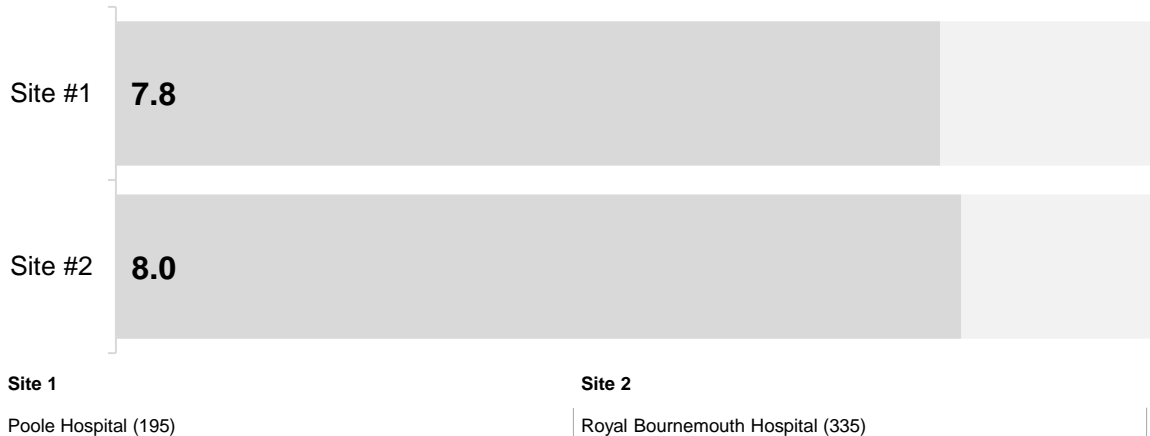 Site #1 7.8
Site #2 8.0
Site 1 Site 2
Poole Hospital (195) Royal Bournemouth Hospital (335)